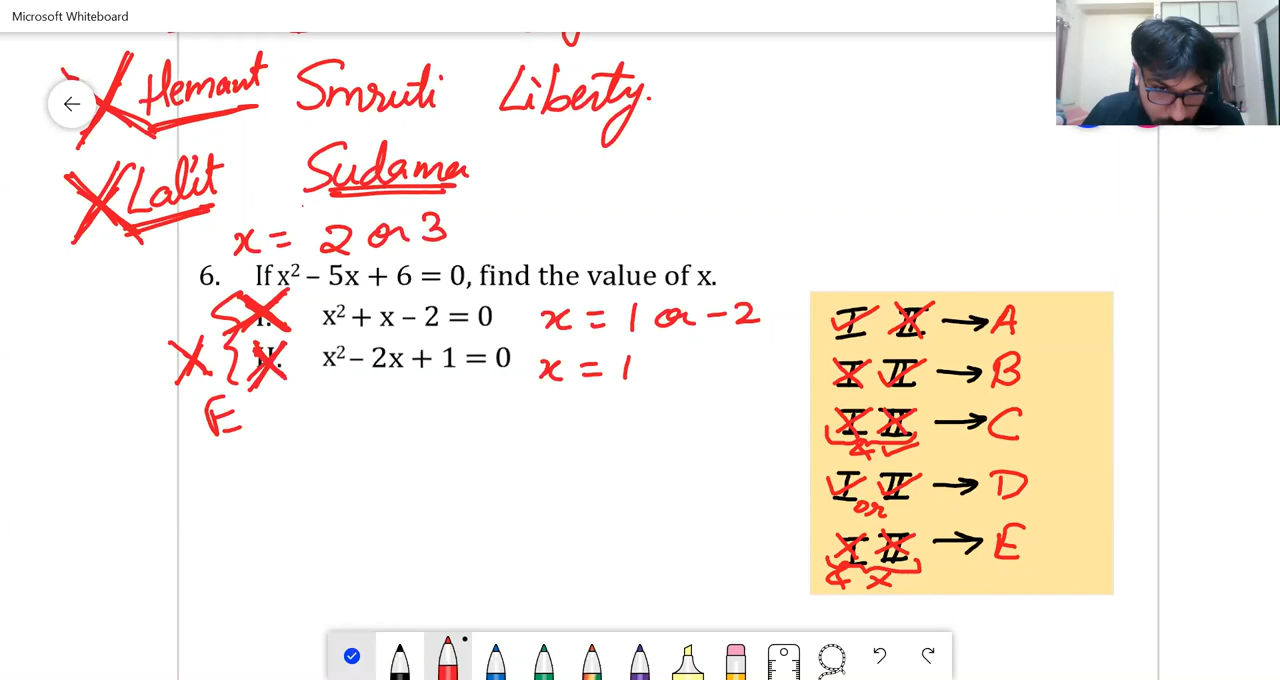 Microsoft Whiteboard
Hemant Smruti Liberty.
Lalit Sudama
x = 2 or 3
6. If x² – 5x + 6 = 0, find the value of x.
I. x² + x – 2 = 0 x = 1 or -2
II. x² – 2x + 1 = 0 x = 1
E
I II → A
I II → B
I II → C
&
I II → D
or
I II → E
& x